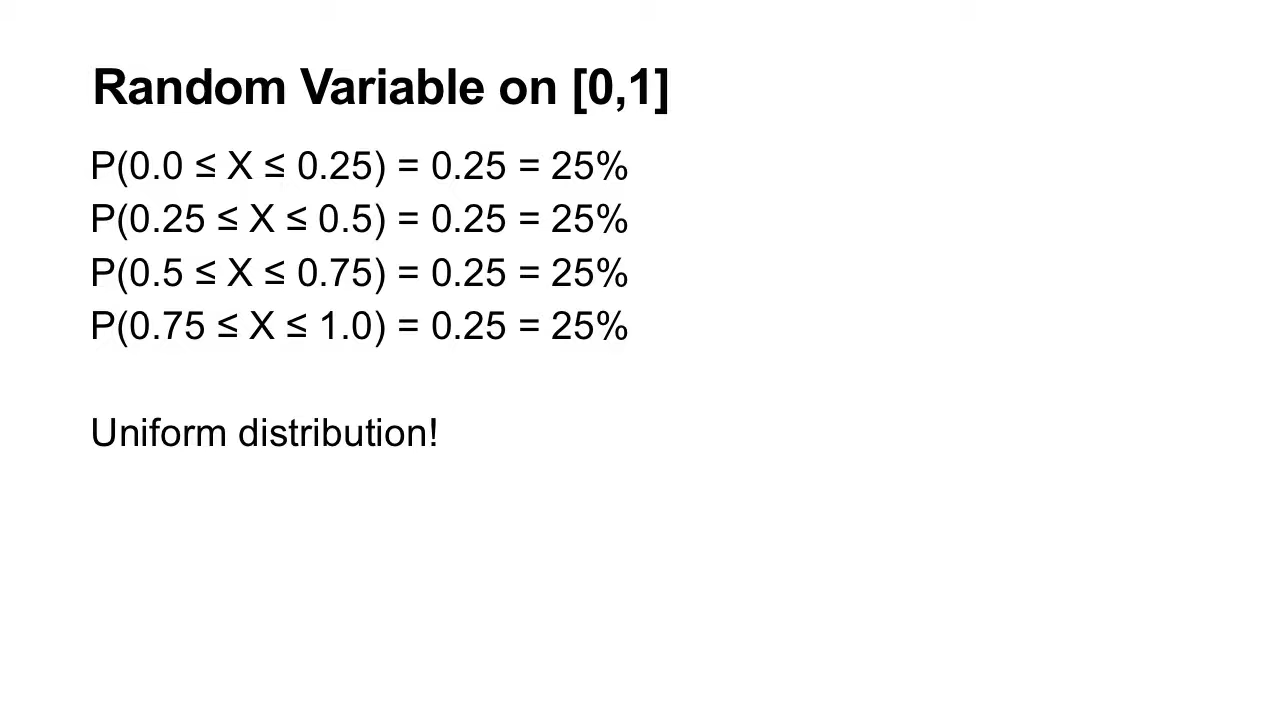 Random Variable on [0,1]
P(0.0 ≤ X ≤ 0.25) = 0.25 = 25%
P(0.25 ≤ X ≤ 0.5) = 0.25 = 25%
P(0.5 ≤ X ≤ 0.75) = 0.25 = 25%
P(0.75 ≤ X ≤ 1.0) = 0.25 = 25%
Uniform distribution!